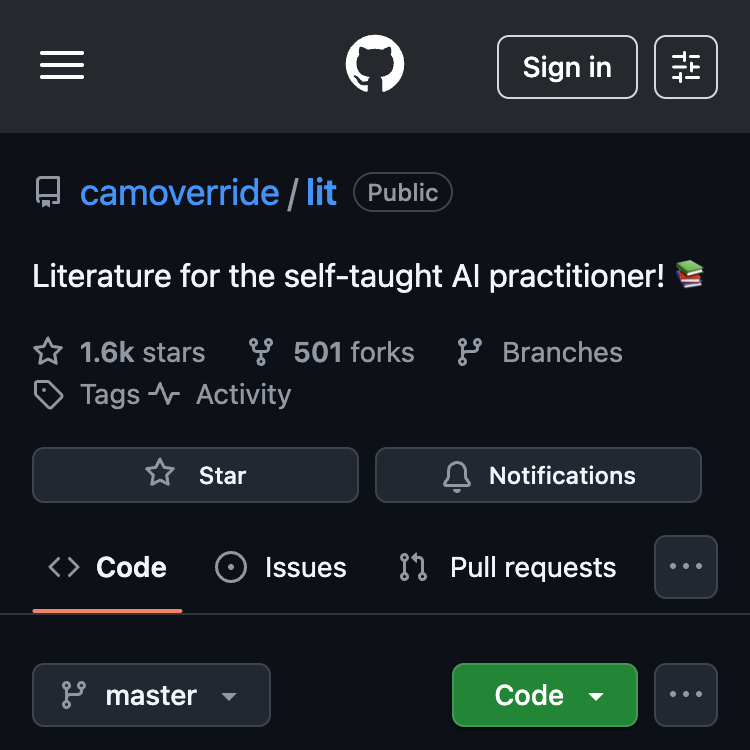 Sign in
camoverride / lit Public
Literature for the self-taught AI practitioner! 📚
1.6k stars 501 forks Branches
Tags Activity
Star Notifications
Code Issues Pull requests
master Code